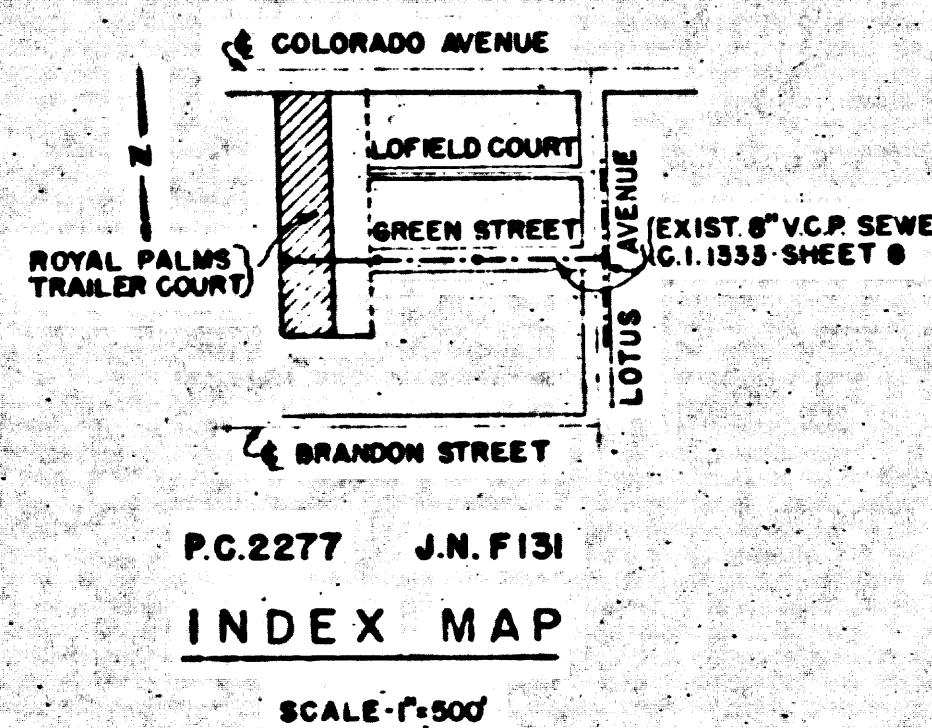 ℄ COLORADO AVENUE
N
LOFIELD COURT
GREEN STREET
LOTUS AVENUE
(EXIST. 8" V.C.P. SEWE
C.I. 1333-SHEET 8
ROYAL PALMS
TRAILER COURT)
℄ BRANDON STREET
P.C. 2277 J.N. F131
INDEX MAP
SCALE-1"=500'